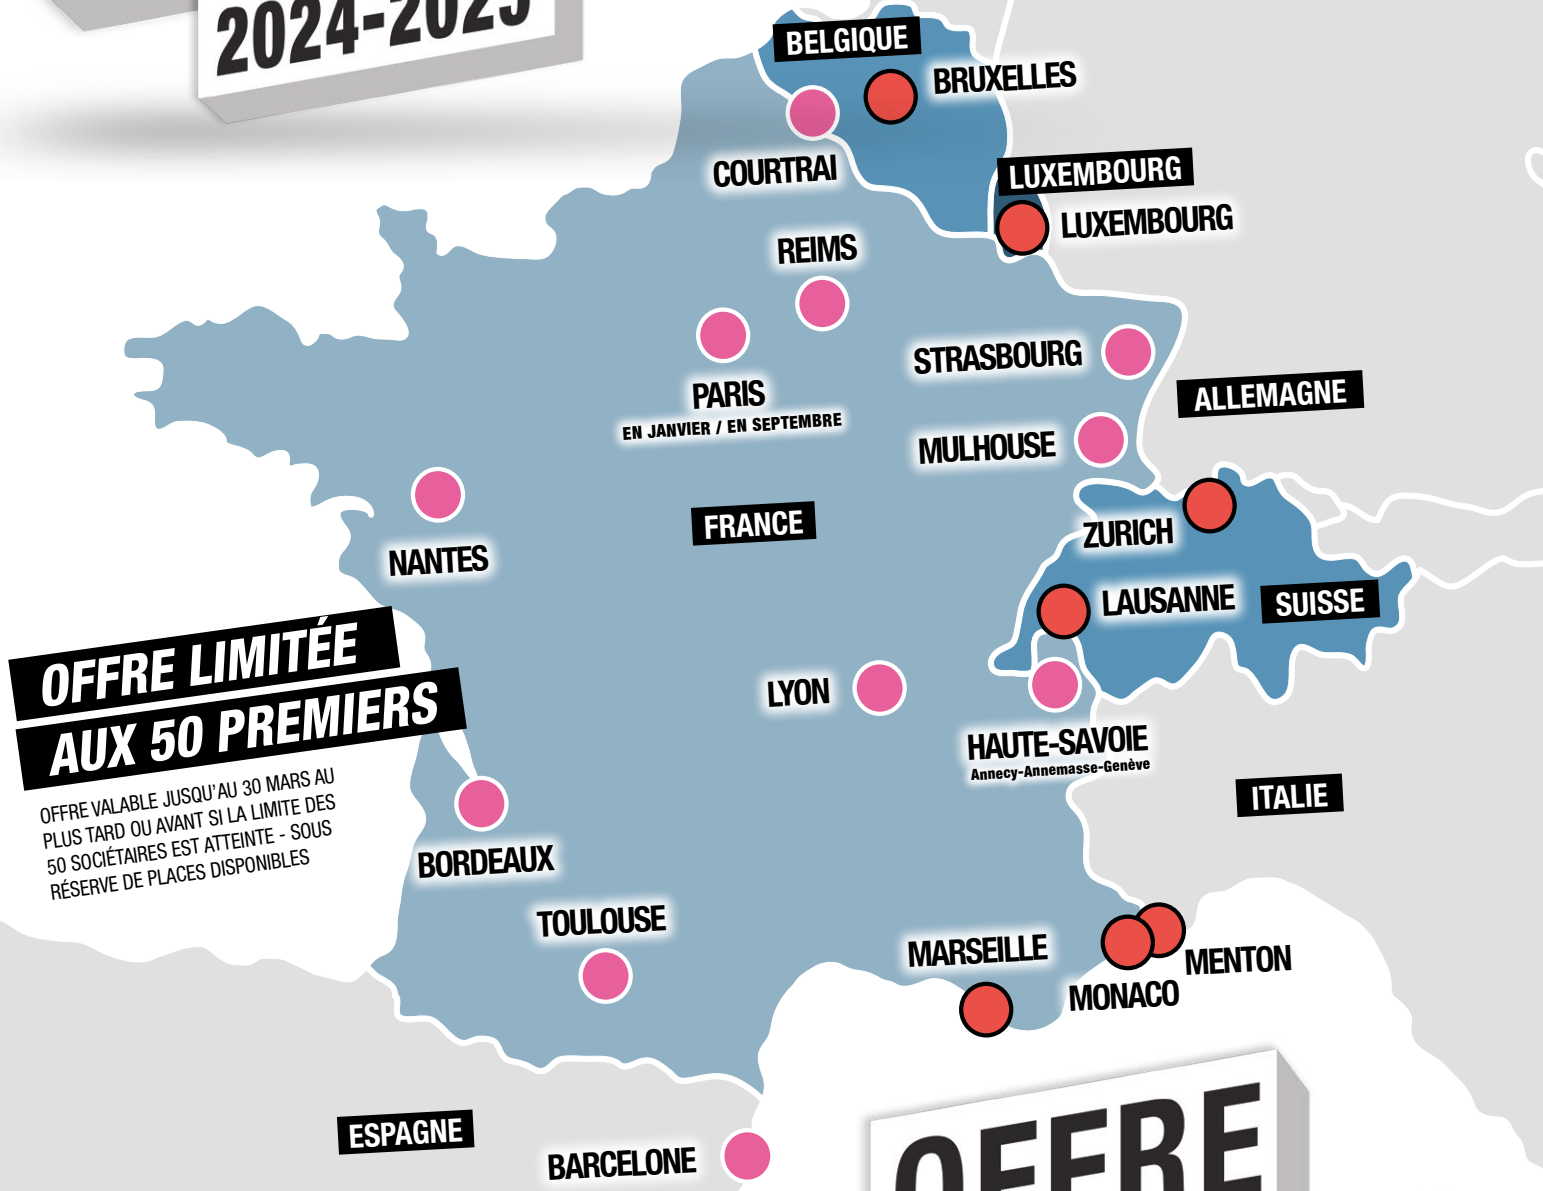 2024-2025
BELGIQUE
BRUXELLES
COURTRAI
LUXEMBOURG
LUXEMBOURG
REIMS
STRASBOURG
PARIS
EN JANVIER / EN SEPTEMBRE
ALLEMAGNE
MULHOUSE
FRANCE
ZURICH
NANTES
LAUSANNE
SUISSE
OFFRE LIMITÉE
AUX 50 PREMIERS
OFFRE VALABLE JUSQU'AU 30 MARS AU
PLUS TARD OU AVANT SI LA LIMITE DES
50 SOCIÉTAIRES EST ATTEINTE - SOUS
RÉSERVE DE PLACES DISPONIBLES
LYON
HAUTE-SAVOIE
Annecy-Annemasse-Genève
ITALIE
BORDEAUX
TOULOUSE
MARSEILLE
MENTON
MONACO
ESPAGNE
BARCELONE
OFFRE